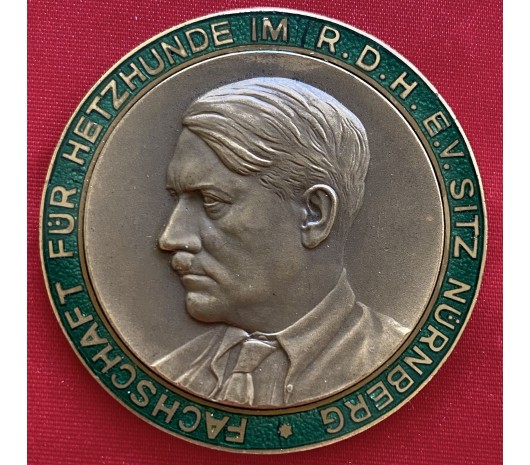 FACHSCHAFT FÜR HETZHUNDE IM R.D.H. E.V. SITZ NÜRNBERG